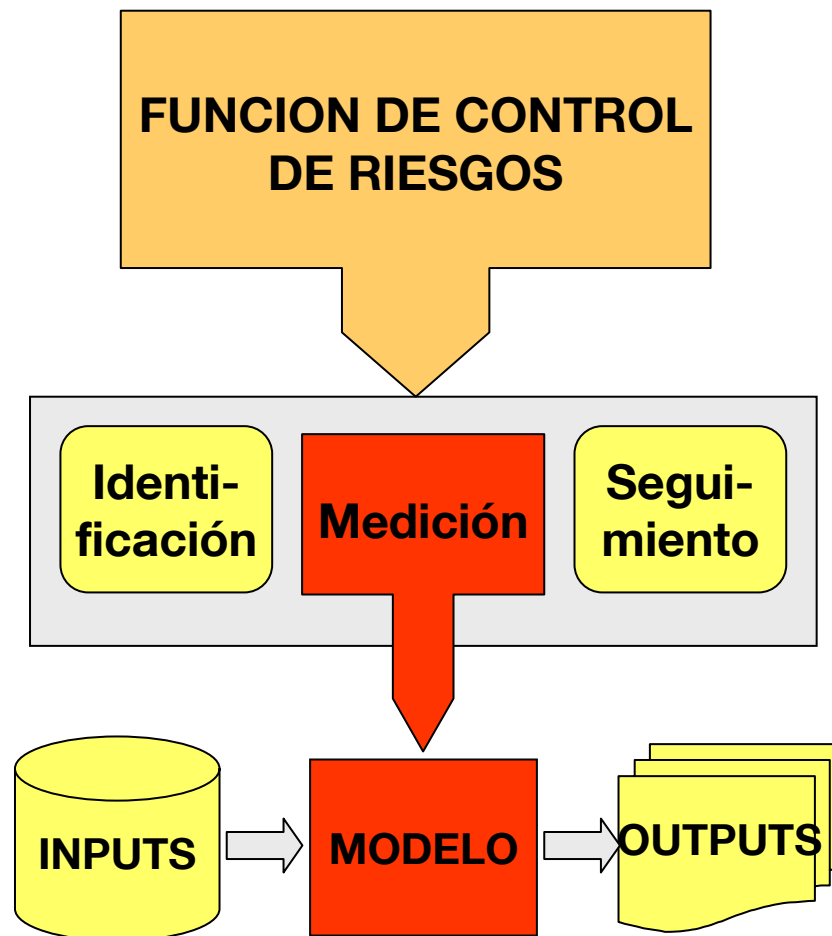 FUNCION DE CONTROL
DE RIESGOS
Identi-
ficación
Medición
Segui-
miento
INPUTS
MODELO
OUTPUTS